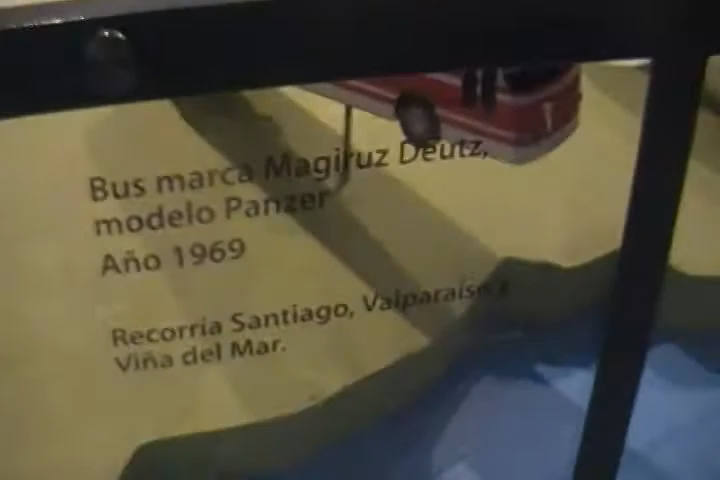 Bus marca Magiruz Deutz,
modelo Panzer
Año 1969
Recorria Santiago, Valparaíso y
Viña del Mar.